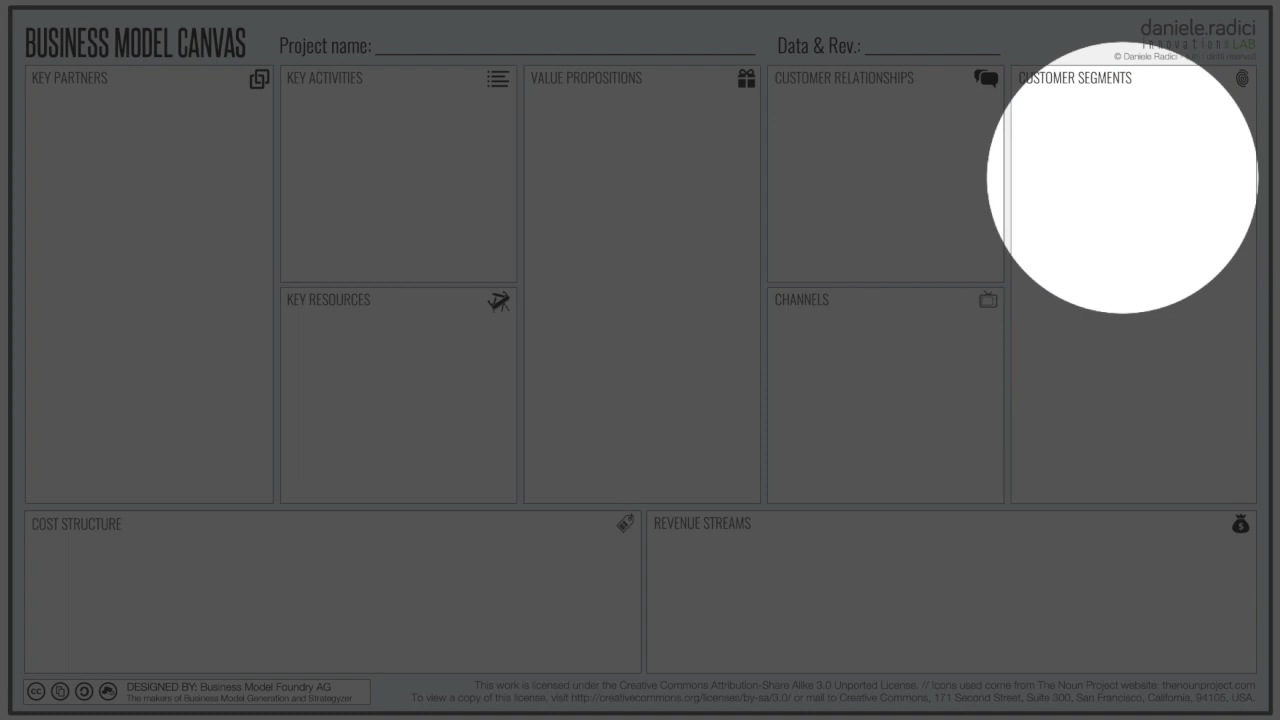 BUSINESS MODEL CANVAS
Project name:
Data & Rev.:
daniele.radici
innovationLAB
© Daniele Radici
KEY PARTNERS
KEY ACTIVITIES
VALUE PROPOSITIONS
CUSTOMER RELATIONSHIPS
CUSTOMER SEGMENTS
KEY RESOURCES
CHANNELS
COST STRUCTURE
REVENUE STREAMS
cc
DESIGNED BY: Business Model Foundry AG
The makers of Business Model Generation and Strategyzer
This work is licensed under the Creative Commons Attribution-Share Alike 3.0 Unported License. // Icons used come from The Noun Project website: thenounproject.com
To view a copy of this license, visit http://creativecommons.org/licenses/by-sa/3.0/ or mail to Creative Commons, 171 Second Street, Suite 300, San Francisco, California, 94105, USA.